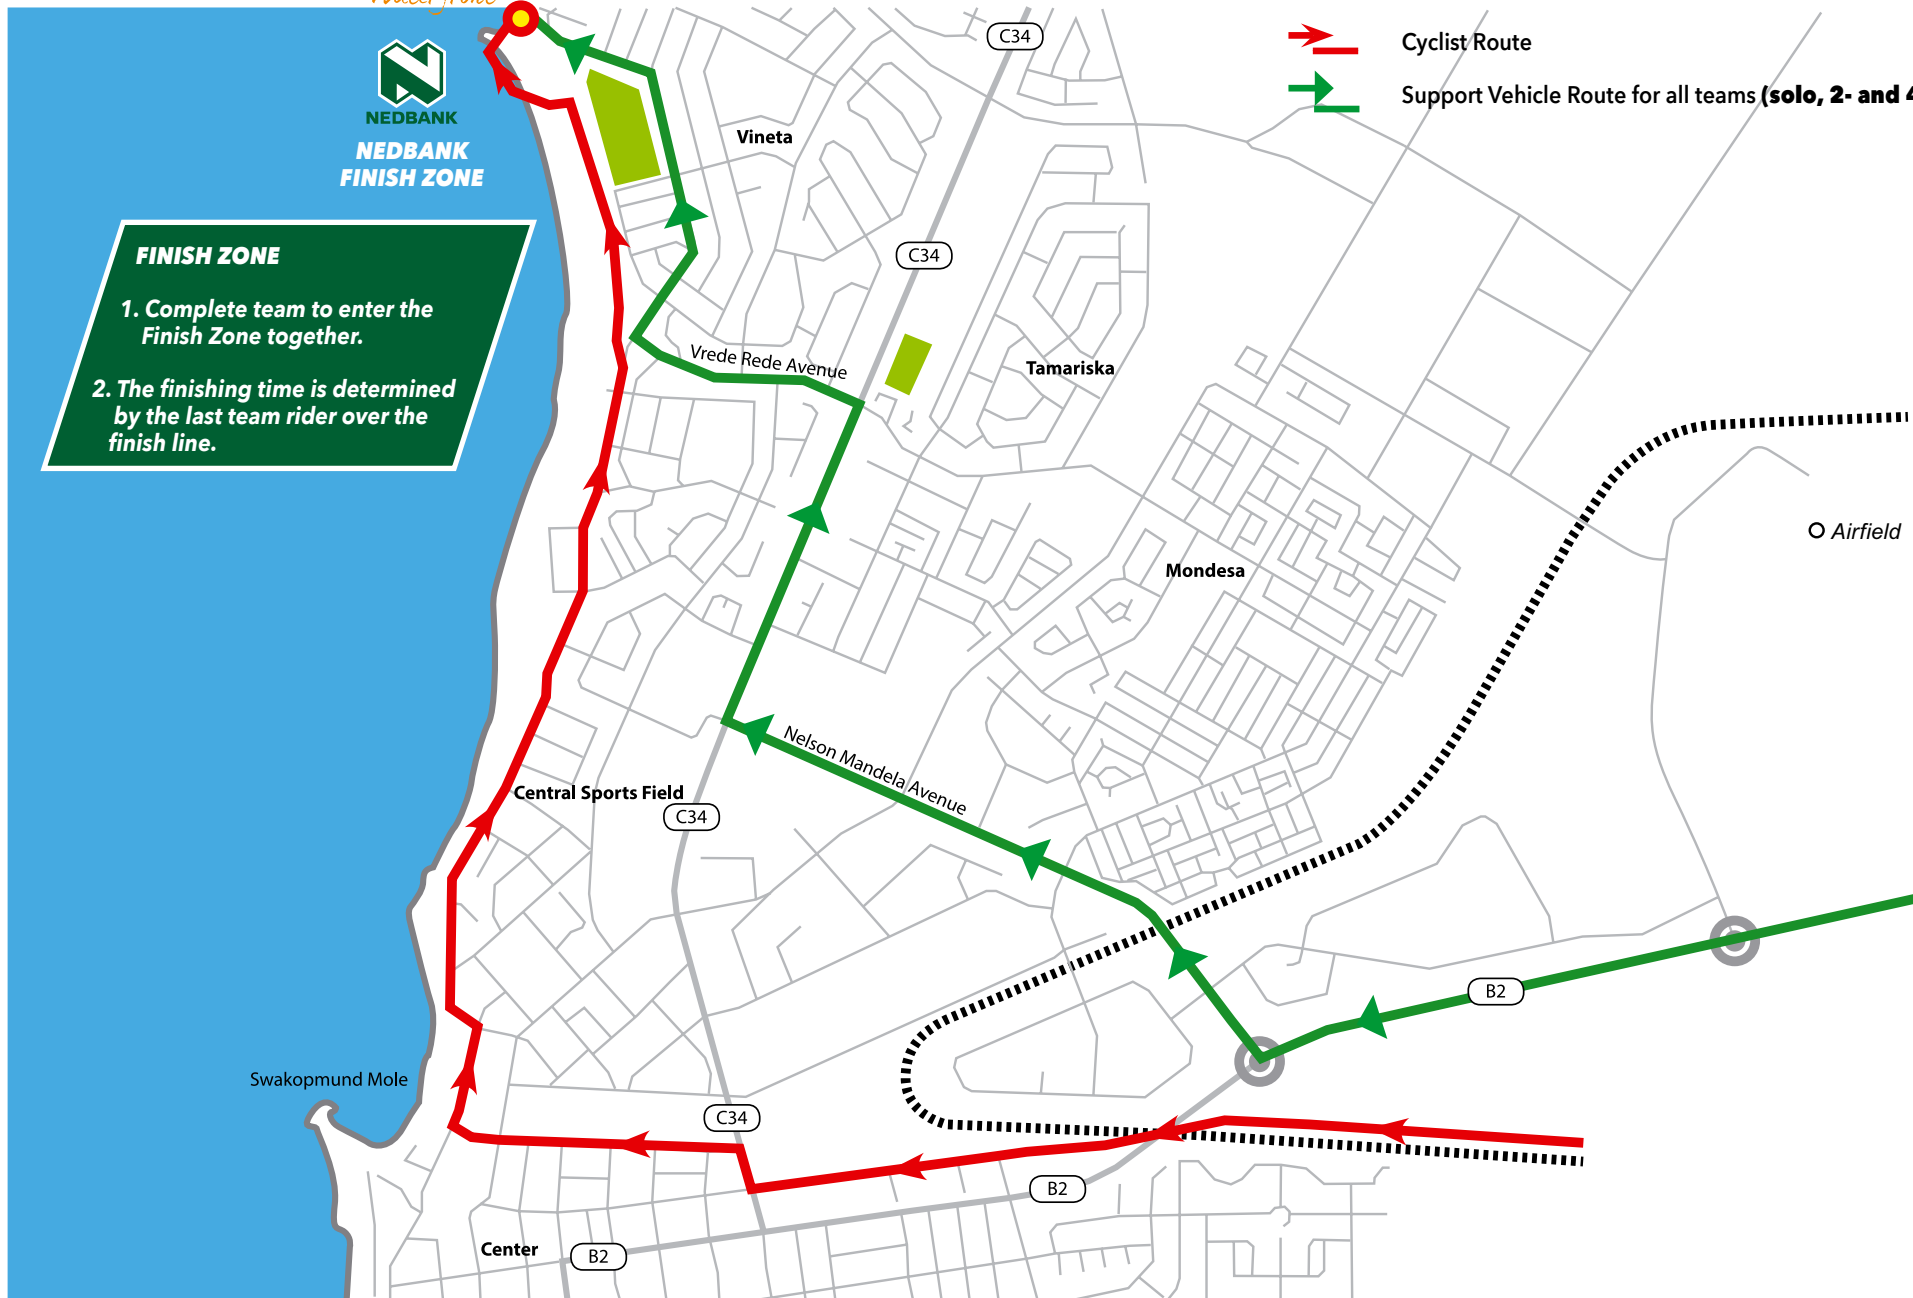 NEDBANK
NEDBANK
FINISH ZONE
FINISH ZONE
1. Complete team to enter the
Finish Zone together.
2. The finishing time is determined
by the last team rider over the
finish line.
Cyclist Route
Support Vehicle Route for all teams (solo, 2- and 4
C34
Vineta
C34
Vrede Rede Avenue
Tamariska
Airfield
Mondesa
Nelson Mandela Avenue
Central Sports Field
C34
B2
Swakopmund Mole
C34
B2
Center
B2